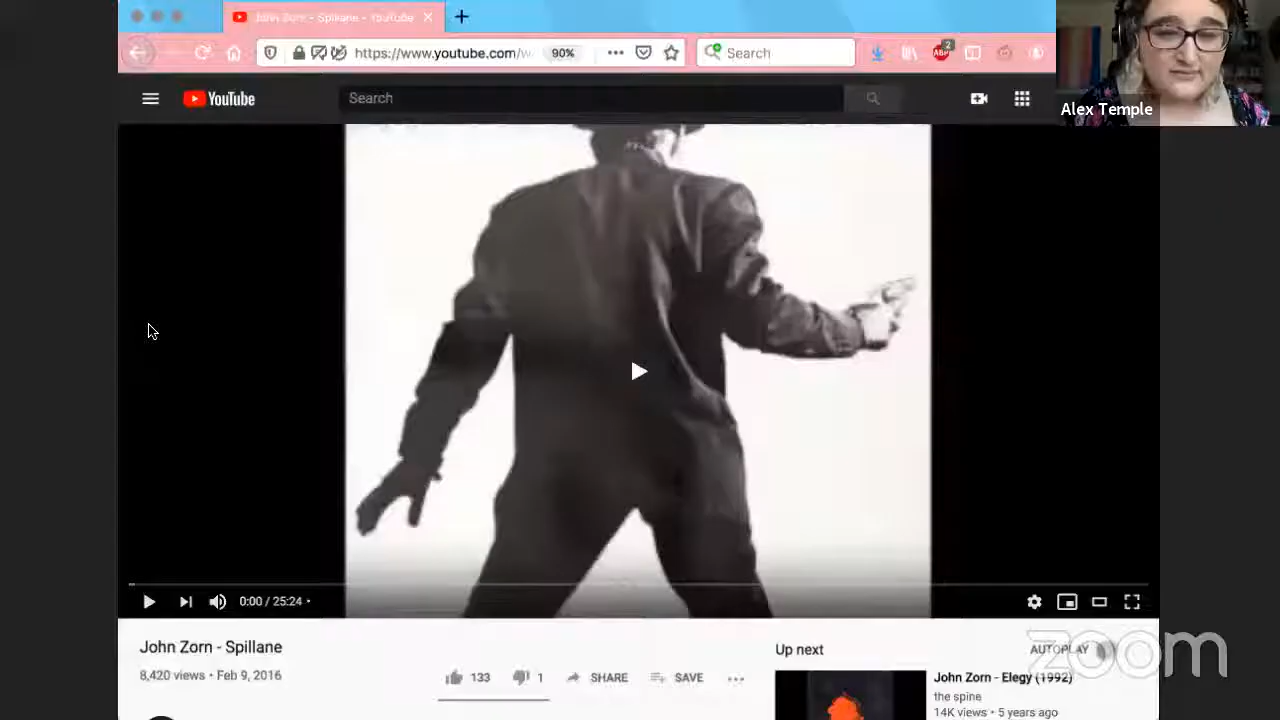 John Zorn - Spillane - YouTube
https://www.youtube.com/w
90%
Search
Alex Temple
2
ABP
YouTube
Search
0:00 / 25:24
John Zorn - Spillane
8,420 views • Feb 9, 2016
133
1
SHARE
SAVE
Up next
AUTOPLAY
zoom
John Zorn - Elegy (1992)
the spine
14K views • 5 years ago